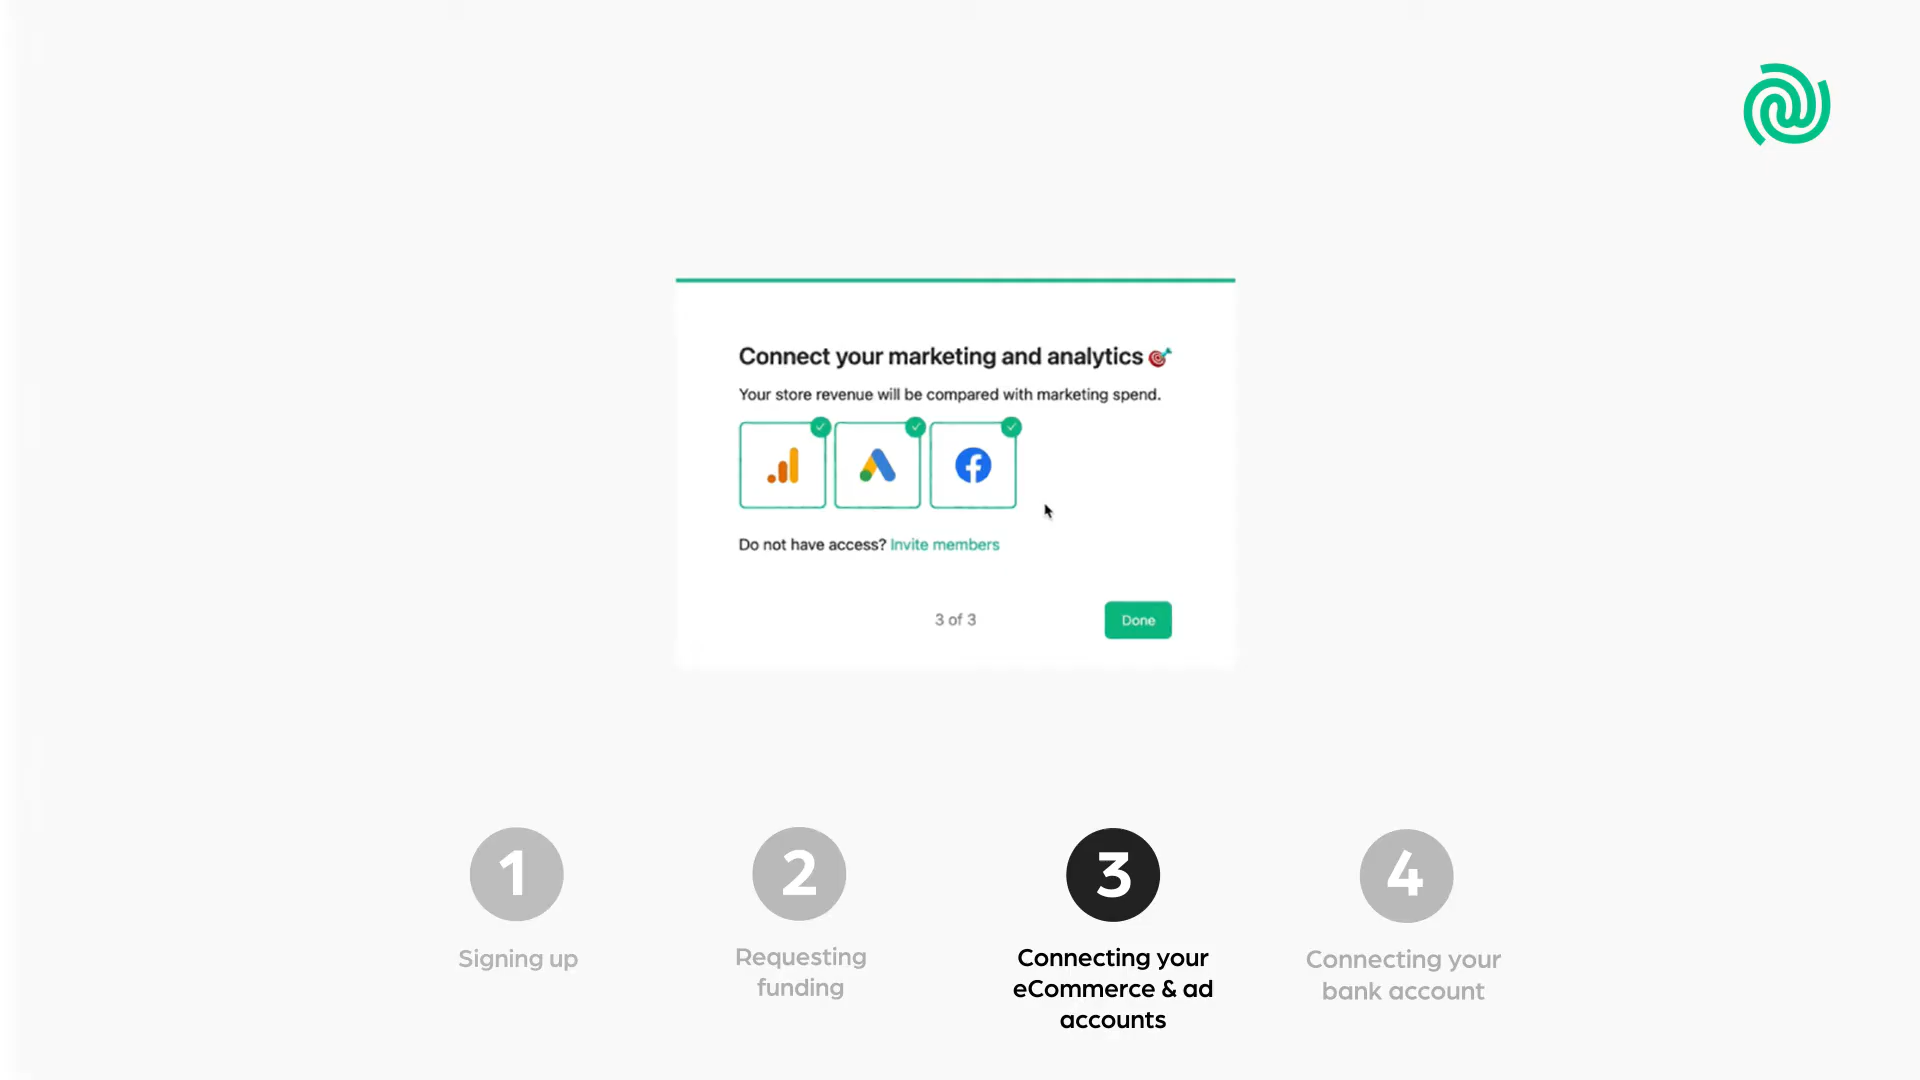 Connect your marketing and analytics
Your store revenue will be compared with marketing spend.
Do not have access? Invite members
3 of 3
Done
1
Signing up
2
Requesting
funding
3
Connecting your
eCommerce & ad
accounts
4
Connecting your
bank account